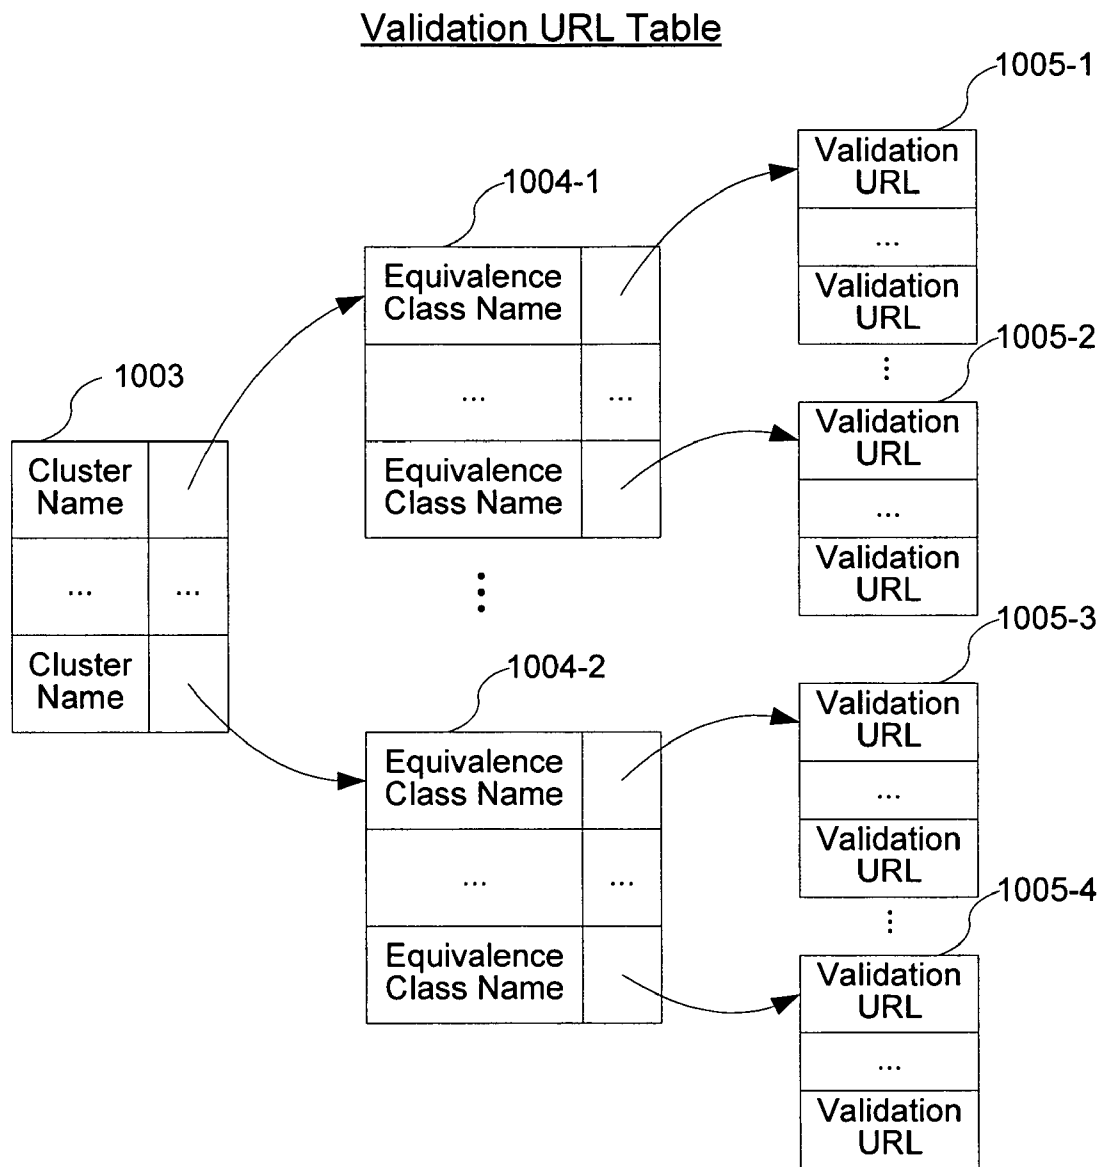 Validation URL Table
1005-1
Validation
URL
...
Validation
URL
1004-1
Equivalence
Class Name
... ...
Equivalence
Class Name
1005-2
Validation
URL
...
Validation
URL
1003
Cluster
Name
... ...
Cluster
Name
1004-2
Equivalence
Class Name
... ...
Equivalence
Class Name
1005-3
Validation
URL
...
Validation
URL
1005-4
Validation
URL
...
Validation
URL